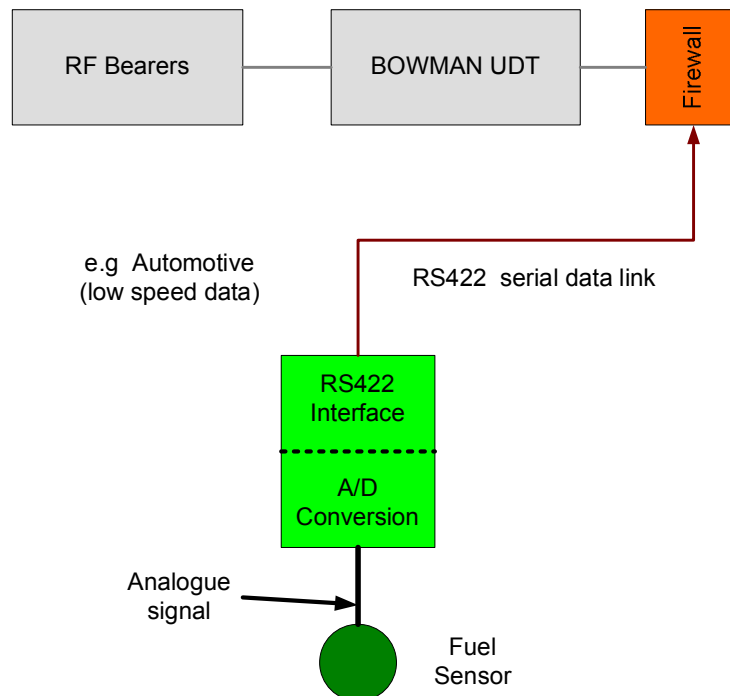 RF Bearers
BOWMAN UDT
Firewall
e.g Automotive
(low speed data)
RS422 serial data link
RS422
Interface
A/D
Conversion
Analogue
signal
Fuel
Sensor